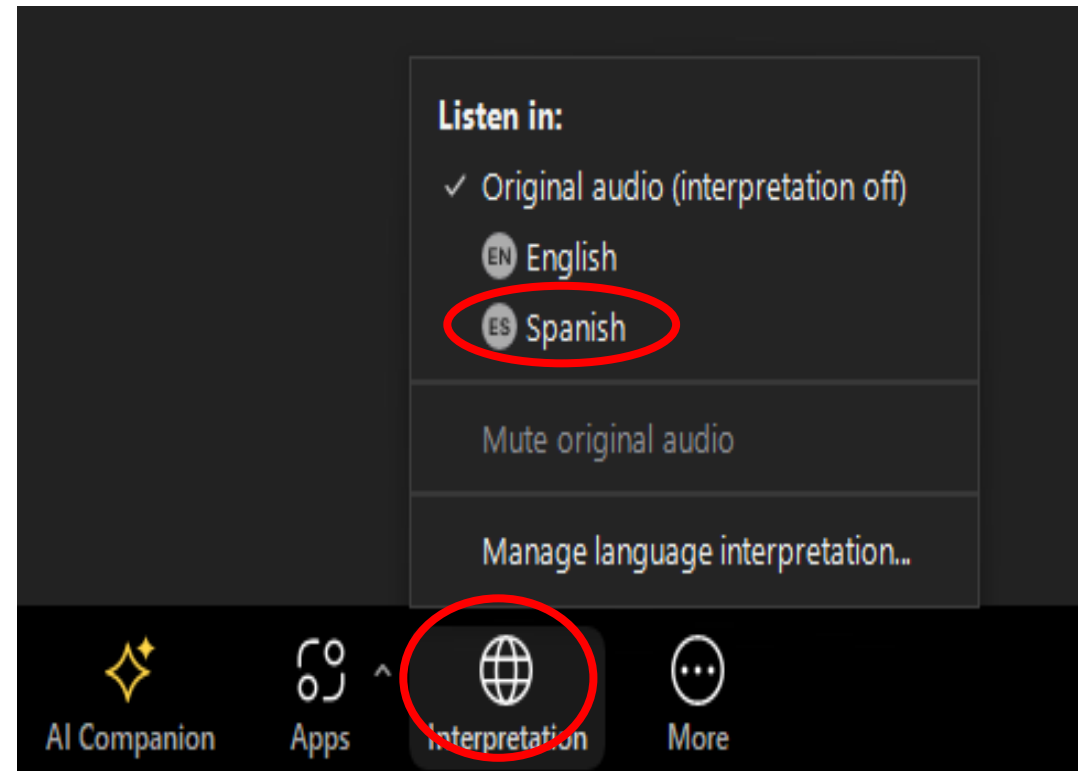 Listen in:
✓ Original audio (interpretation off)
EN English
ES Spanish
Mute original audio
Manage language interpretation...
AI Companion Apps Interpretation More